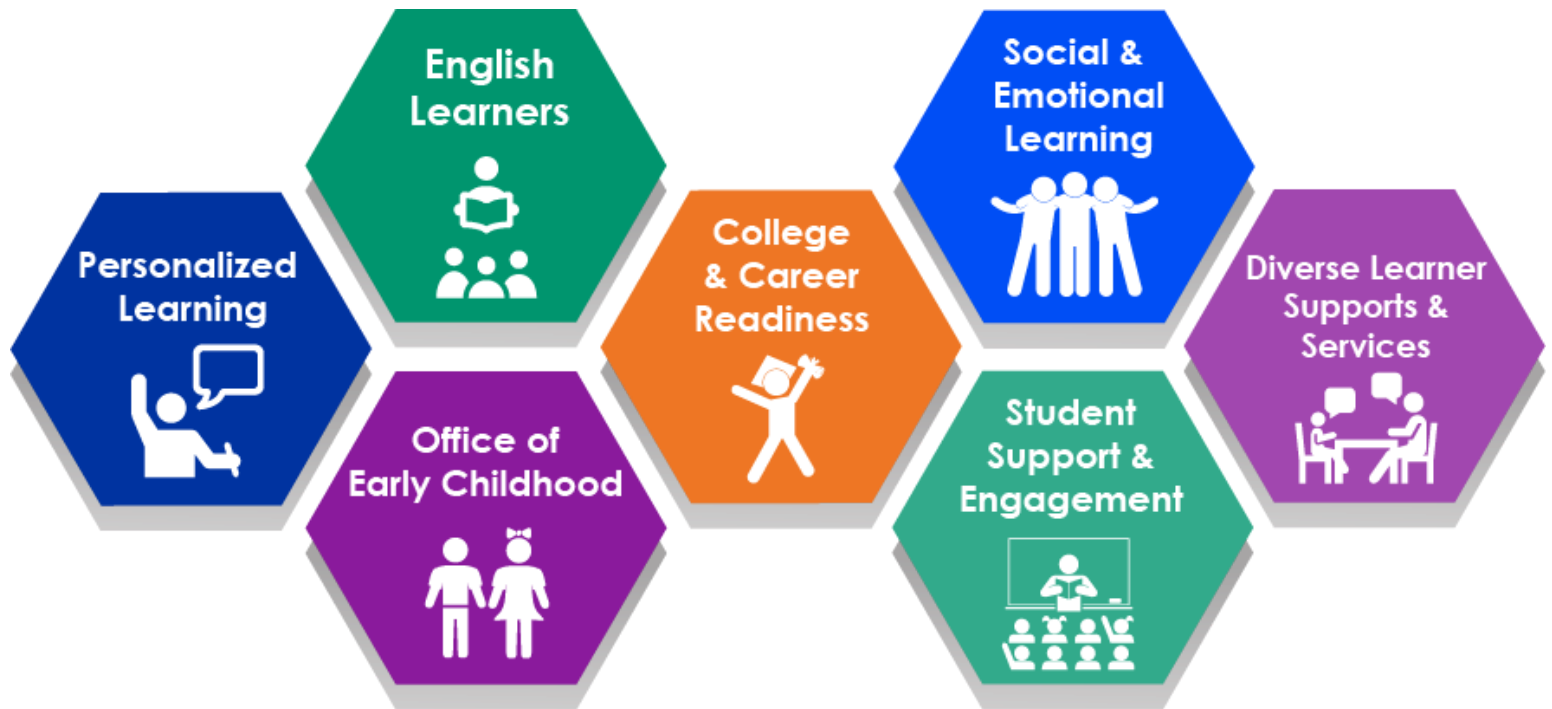 English
Learners
Social &
Emotional
Learning
Personalized
Learning
College
& Career
Readiness
Diverse Learner
Supports &
Services
Office of
Early Childhood
Student
Support &
Engagement